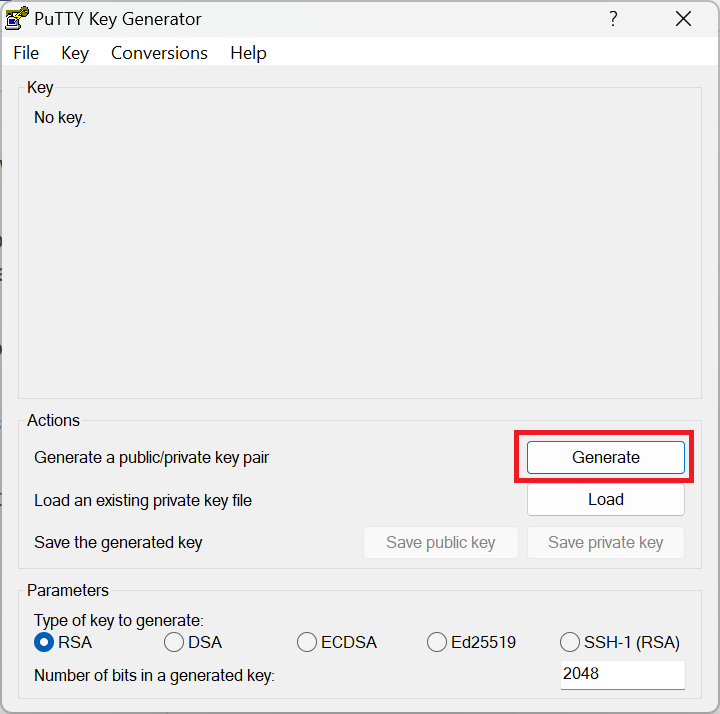 PuTTY Key Generator ?
File Key Conversions Help
Key
No key.
Actions
Generate a public/private key pair Generate
Load an existing private key file Load
Save the generated key Save public key Save private key
Parameters
Type of key to generate:
RSA DSA ECDSA Ed25519 SSH-1 (RSA)
Number of bits in a generated key: 2048